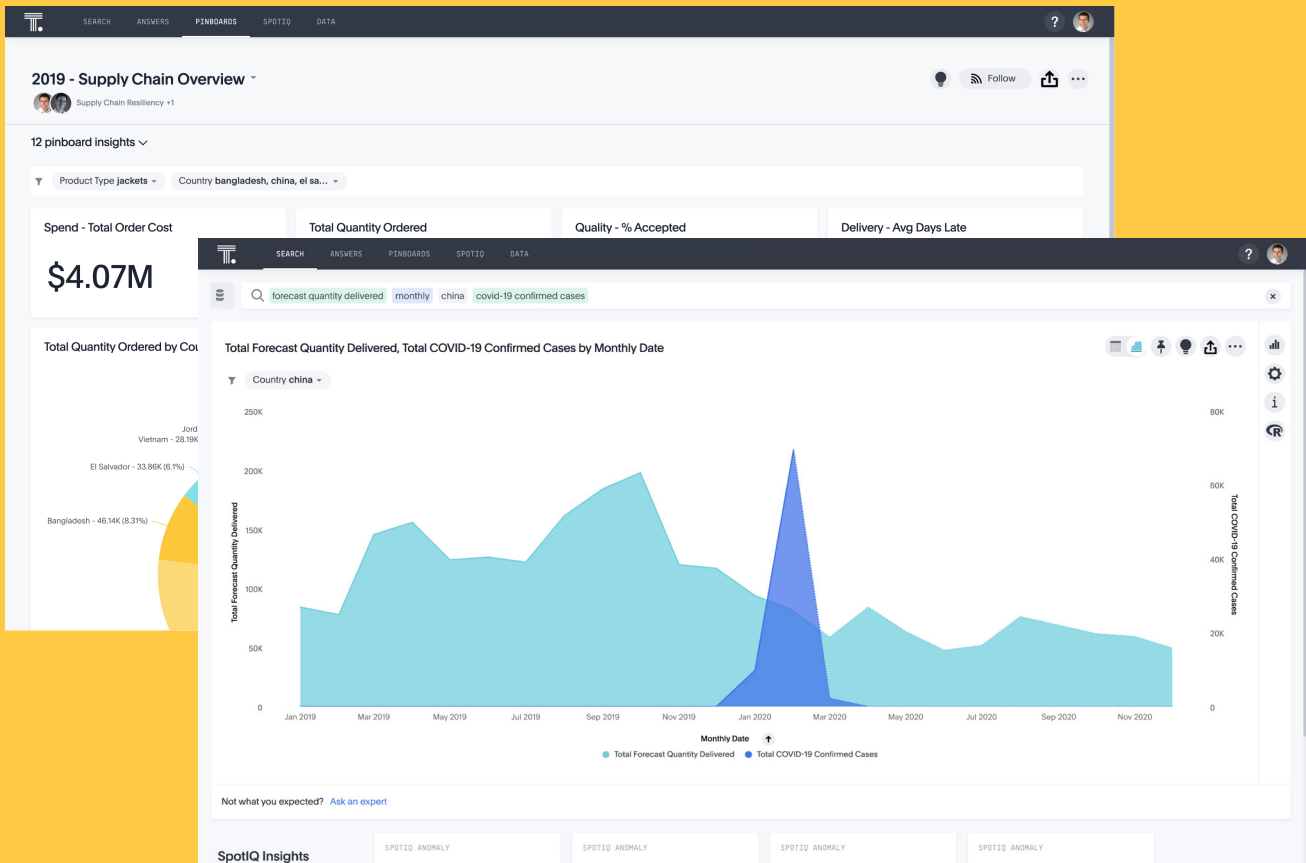 T.
SEARCH ANSWERS PINBOARDS SPOTIQ DATA ?
2019 - Supply Chain Overview
Follow
Supply Chain Resiliency +1
12 pinboard insights
Product Type jackets Country bangladesh, china, el sa...
Spend - Total Order Cost Total Quantity Ordered Quality - % Accepted Delivery - Avg Days Late
$4.07M
Total Quantity Ordered by Cou
Jord
Vietnam - 28.19K
El Salvador - 33.86K (6.1%)
Bangladesh - 46.14K (8.31%)
T.
SEARCH ANSWERS PINBOARDS SPOTIQ DATA ?
forecast quantity delivered monthly china covid-19 confirmed cases
Total Forecast Quantity Delivered, Total COVID-19 Confirmed Cases by Monthly Date
Country china
i
R
Total Forecast Quantity Delivered
250K
200K
150K
100K
50K
0
80K
60K
40K
20K
0
Total COVID-19 Confirmed Cases
Jan 2019 Mar 2019 May 2019 Jul 2019 Sep 2019 Nov 2019 Jan 2020 Mar 2020 May 2020 Jul 2020 Sep 2020 Nov 2020
Monthly Date
Total Forecast Quantity Delivered Total COVID-19 Confirmed Cases
Not what you expected? Ask an expert
SpotIQ Insights
SPOTIQ ANOMALY SPOTIQ ANOMALY SPOTIQ ANOMALY SPOTIQ ANOMALY